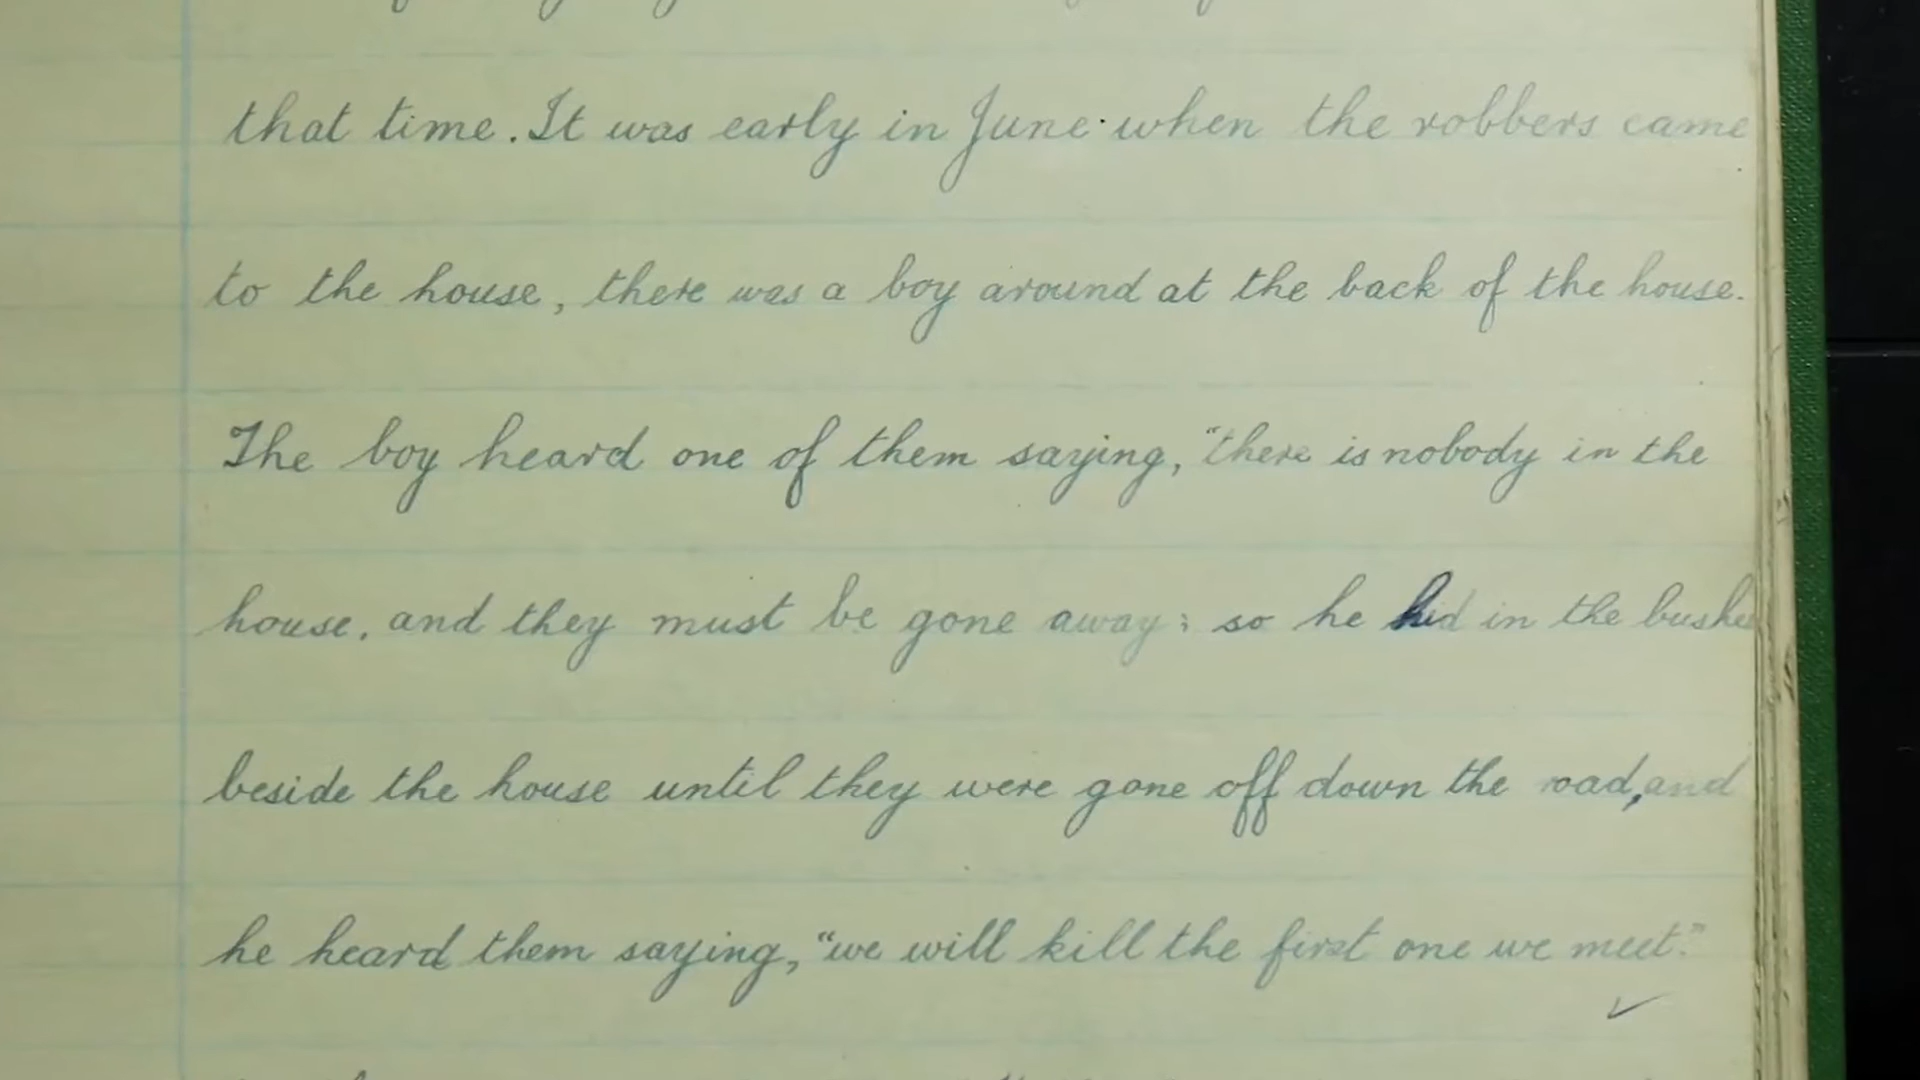 that time. It was early in June when the robbers came
to the house, there was a boy around at the back of the house.
The boy heard one of them saying, "there is nobody in the
house, and they must be gone away; so he hid in the bushe
beside the house until they were gone off down the road, and
he heard them saying, "we will kill the first one we meet."